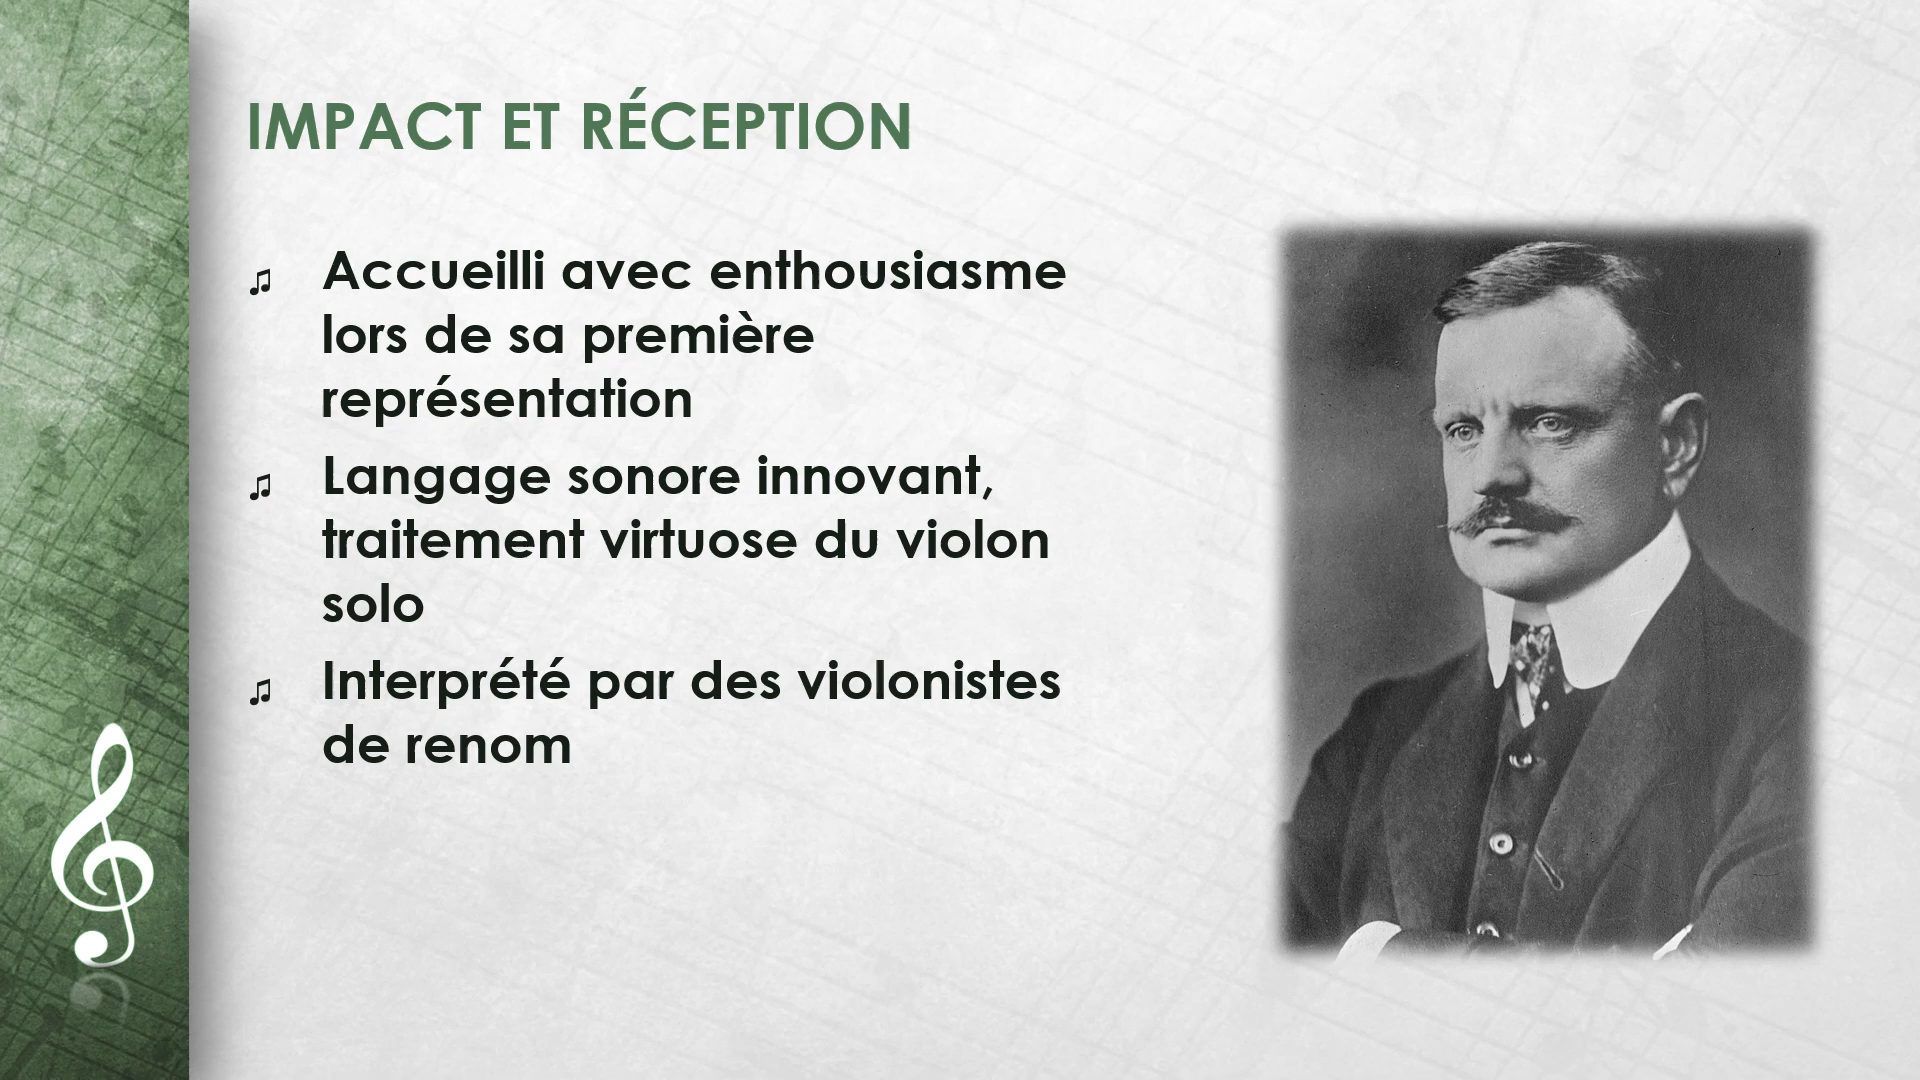 IMPACT ET RÉCEPTION
♫ Accueilli avec enthousiasme
lors de sa première
représentation
♫ Langage sonore innovant,
traitement virtuose du violon
solo
♫ Interprété par des violonistes
de renom